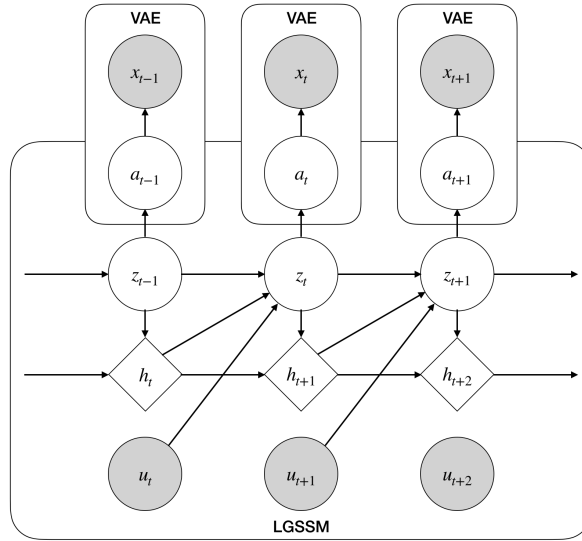 VAE VAE VAE
x_{t−1} x_t x_{t+1}
a_{t−1} a_t a_{t+1}
z_{t−1} z_t z_{t+1}
h_t h_{t+1} h_{t+2}
u_t u_{t+1} u_{t+2}
LGSSM